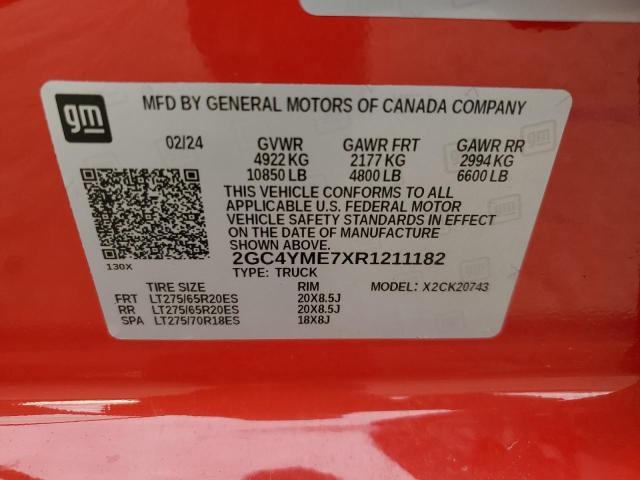 gm
MFD BY GENERAL MOTORS OF CANADA COMPANY
02/24 GVWR GAWR FRT GAWR RR
4922 KG 2177 KG 2994 KG
10850 LB 4800 LB 6600 LB
THIS VEHICLE CONFORMS TO ALL
APPLICABLE U.S. FEDERAL MOTOR
VEHICLE SAFETY STANDARDS IN EFFECT
ON THE DATE OF MANUFACTURE
SHOWN ABOVE.
2GC4YME7XR1211182
130X TYPE: TRUCK
TIRE SIZE RIM MODEL: X2CK20743
FRT LT275/65R20ES 20X8.5J
RR LT275/65R20ES 20X8.5J
SPA LT275/70R18ES 18X8J